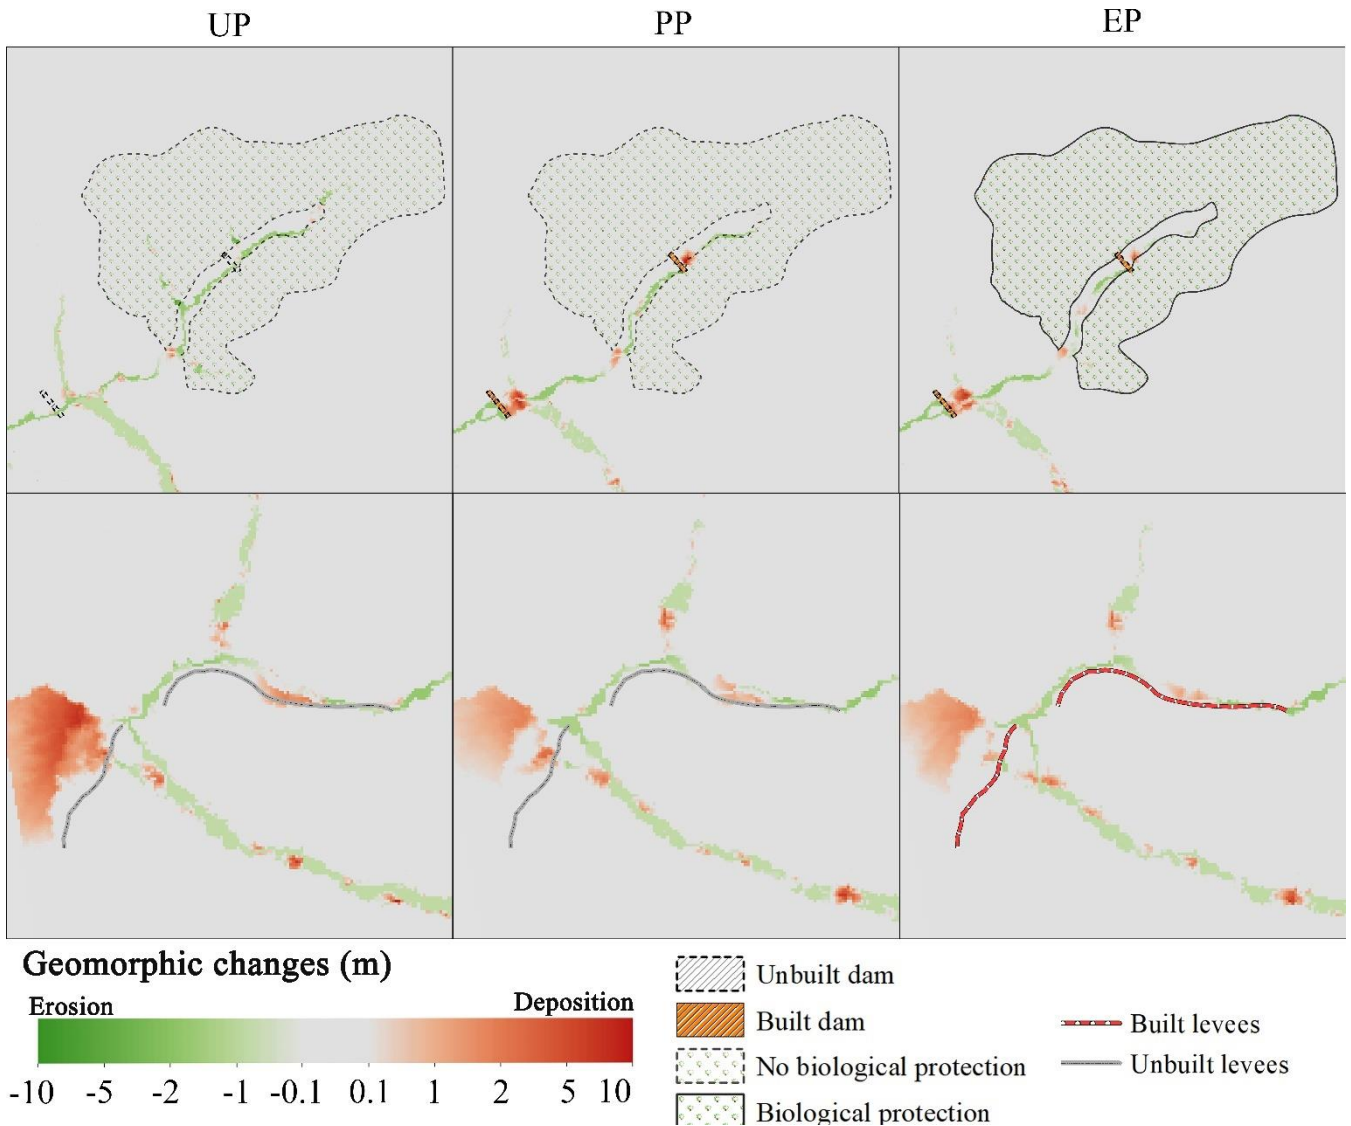 UP PP EP
Geomorphic changes (m)
Erosion Deposition
-10 -5 -2 -1 -0.1 0.1 1 2 5 10
Unbuilt dam
Built dam
No biological protection
Biological protection
Built levees
Unbuilt levees